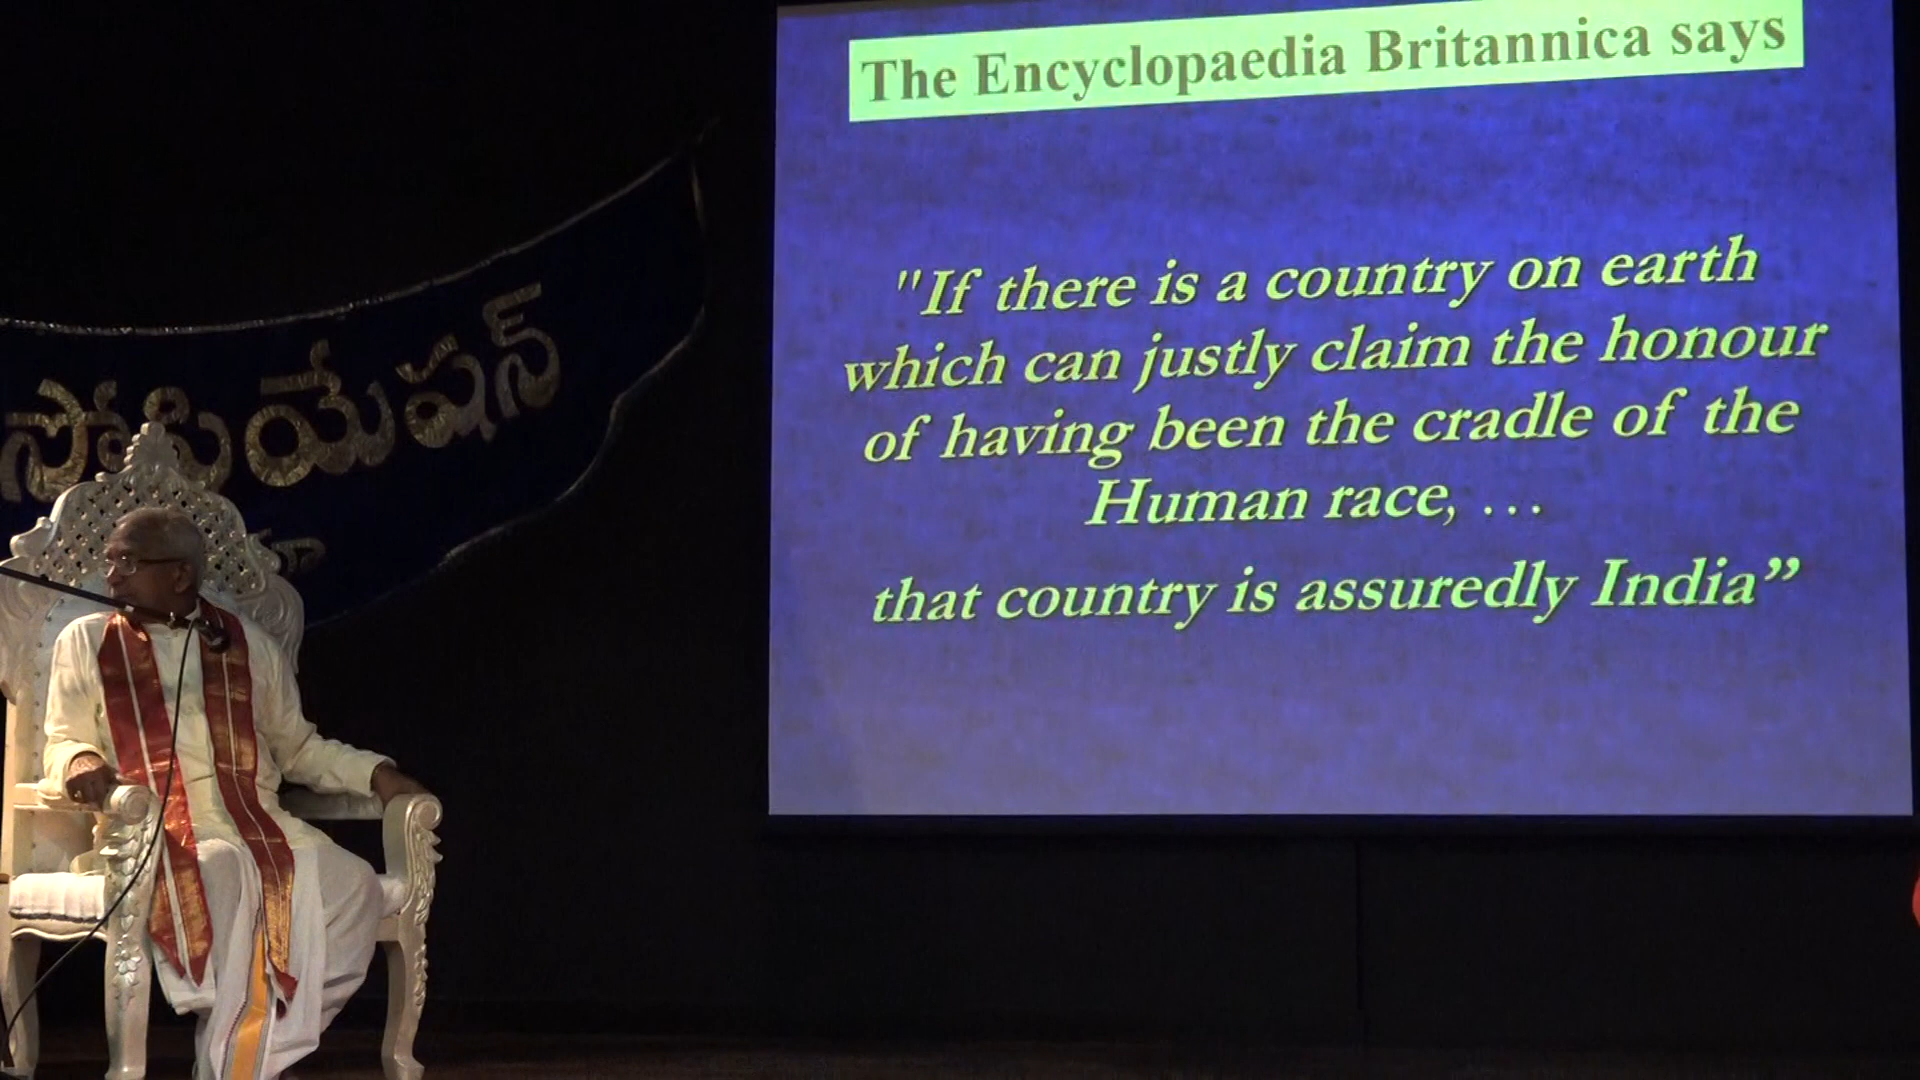 The Encyclopaedia Britannica says
"If there is a country on earth
which can justly claim the honour
of having been the cradle of the
Human race, ...
that country is assuredly India”
సోసియేషన్